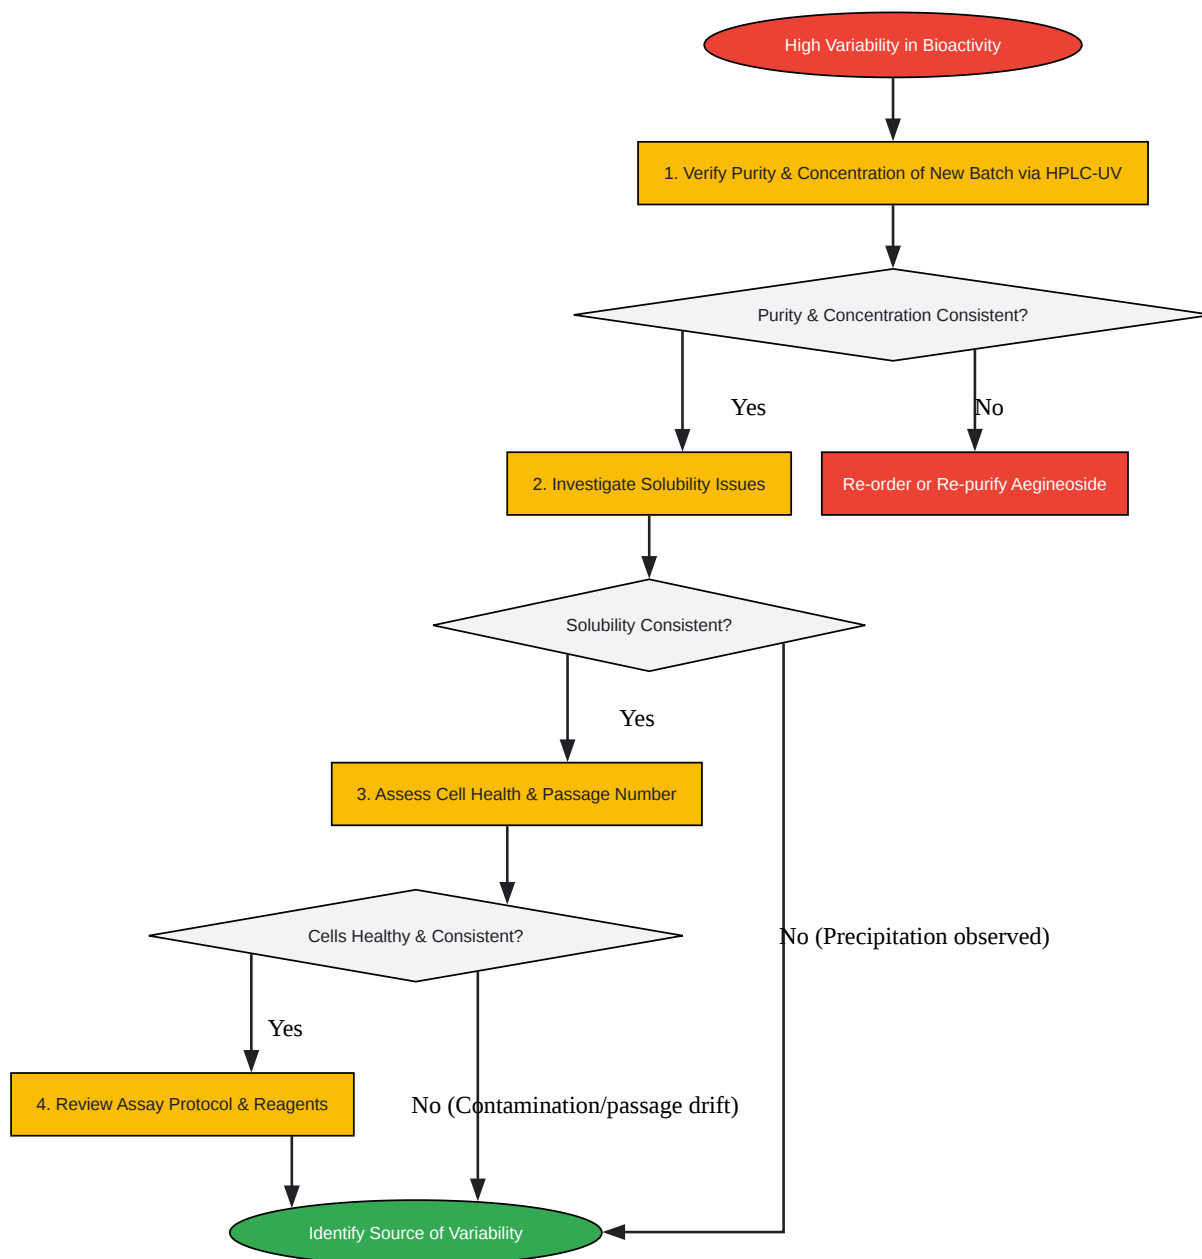 High Variability in Bioactivity
1. Verify Purity & Concentration of New Batch via HPLC-UV
Purity & Concentration Consistent?
Yes
No
2. Investigate Solubility Issues
Re-order or Re-purify Aegineoside
Solubility Consistent?
Yes
3. Assess Cell Health & Passage Number
Cells Healthy & Consistent?
No (Precipitation observed)
Yes
4. Review Assay Protocol & Reagents
No (Contamination/passage drift)
Identify Source of Variability